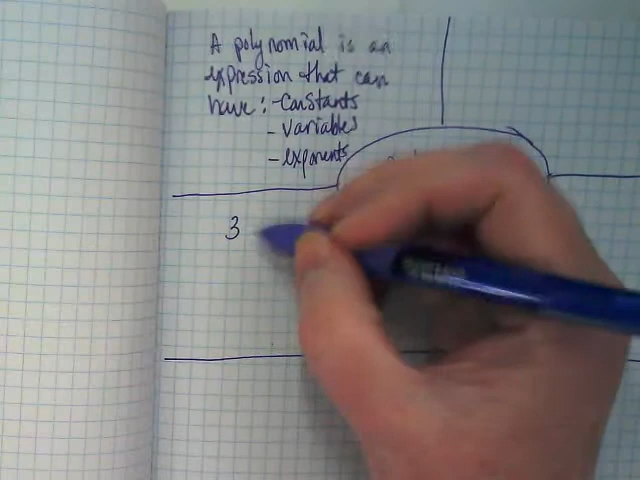 A polynomial is an
expression that can
have: - Constants
- variables
- exponents
3